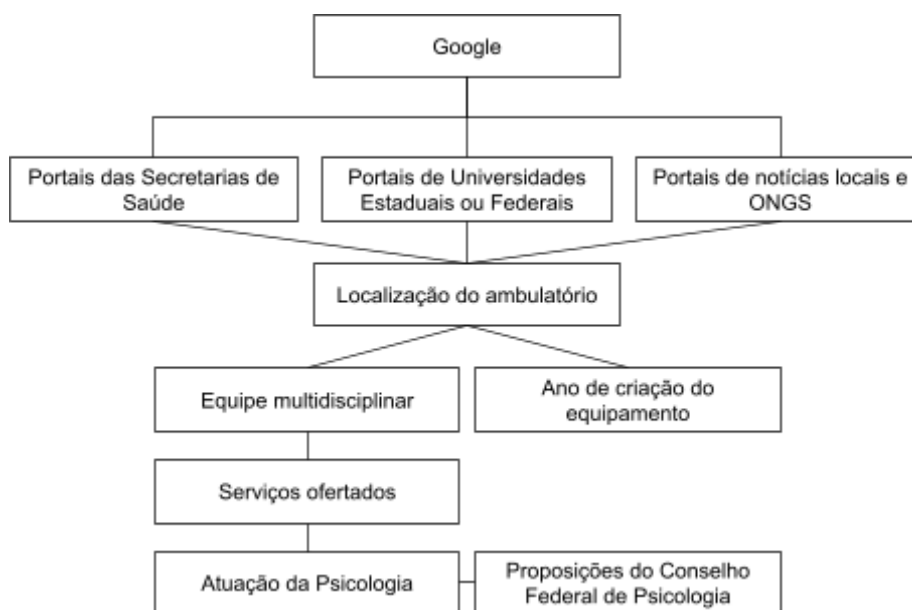 Google
Portais das Secretarias de
Saúde
Portais de Universidades
Estaduais ou Federais
Portais de notícias locais e
ONGS
Localização do ambulatório
Equipe multidisciplinar
Ano de criação do
equipamento
Serviços ofertados
Atuação da Psicologia
Proposições do Conselho
Federal de Psicologia